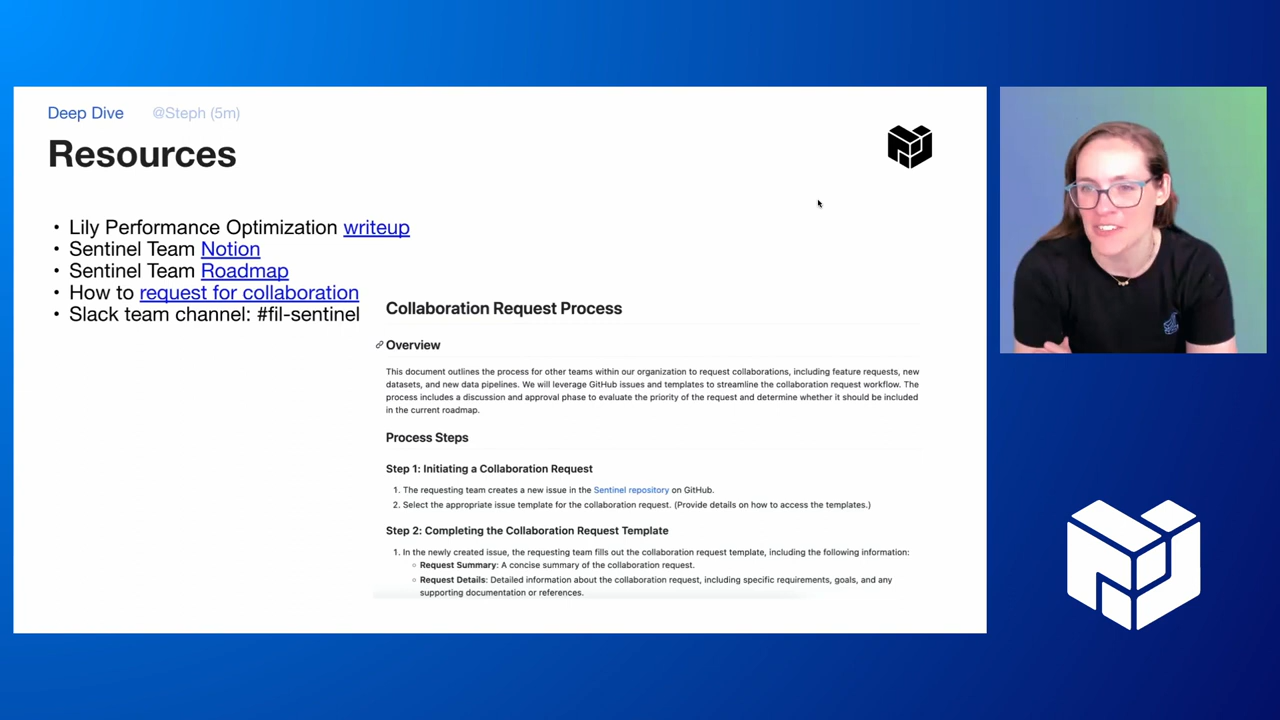 Deep Dive @Steph (5m)
Resources
• Lily Performance Optimization writeup
• Sentinel Team Notion
• Sentinel Team Roadmap
• How to request for collaboration
• Slack team channel: #fil-sentinel
Collaboration Request Process
Overview
This document outlines the process for other teams within our organization to request collaborations, including feature requests, new
datasets, and new data pipelines. We will leverage GitHub issues and templates to streamline the collaboration request workflow. The
process includes a discussion and approval phase to evaluate the priority of the request and determine whether it should be included
in the current roadmap.
Process Steps
Step 1: Initiating a Collaboration Request
1. The requesting team creates a new issue in the Sentinel repository on GitHub.
2. Select the appropriate issue template for the collaboration request. (Provide details on how to access the templates.)
Step 2: Completing the Collaboration Request Template
1. In the newly created issue, the requesting team fills out the collaboration request template, including the following information:
◦ Request Summary: A concise summary of the collaboration request.
◦ Request Details: Detailed information about the collaboration request, including specific requirements, goals, and any
supporting documentation or references.